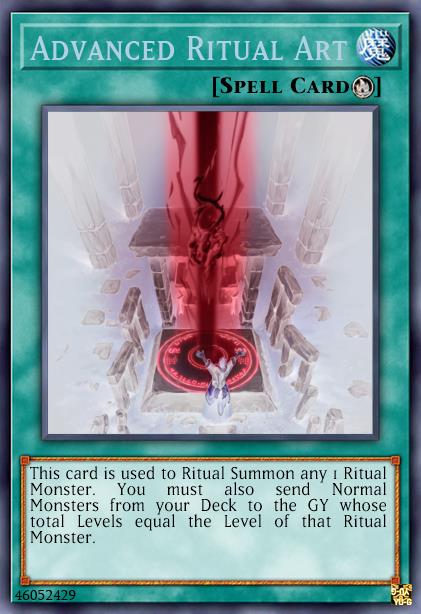 Advanced Ritual Art
魔
[Spell Card]
This card is used to Ritual Summon any 1 Ritual
Monster. You must also send Normal
Monsters from your Deck to the GY whose
total Levels equal the Level of that Ritual
Monster.
46052429